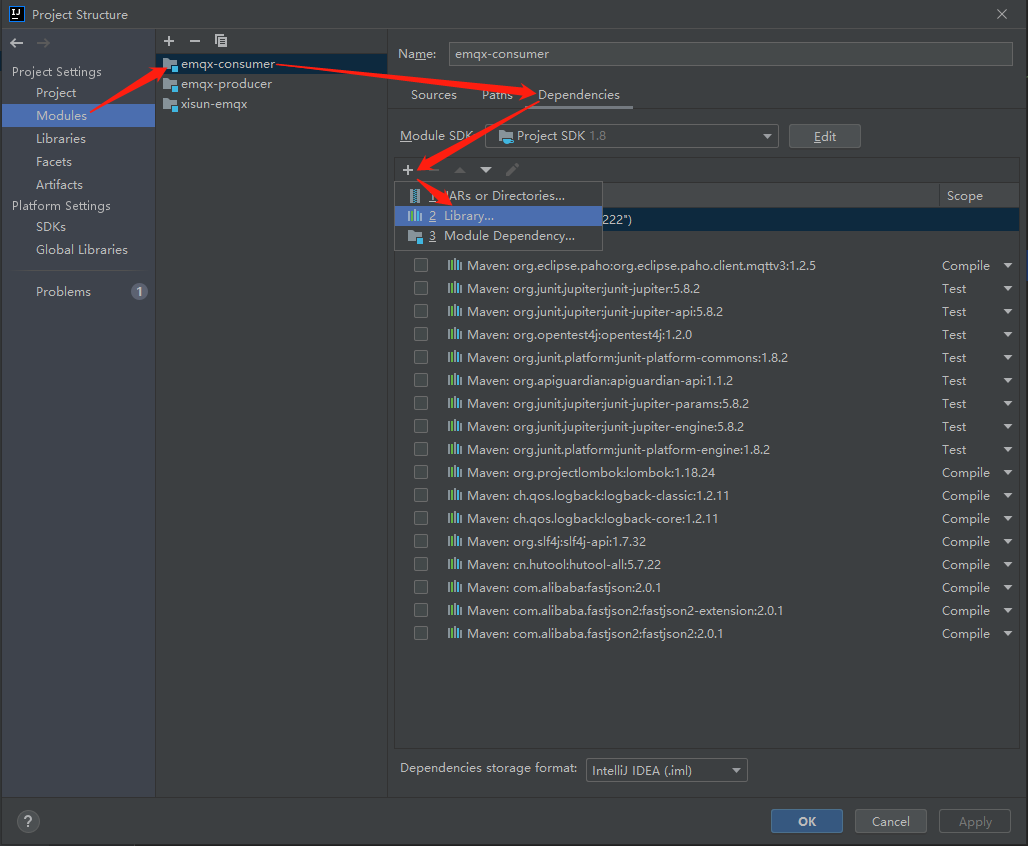 Project Structure
Project Settings
Project
Modules
Libraries
Facets
Artifacts
Platform Settings
SDKs
Global Libraries
Problems 1
emqx-consumer
emqx-producer
xisun-emqx
Name: emqx-consumer
Sources Paths Dependencies
Module SDK Project SDK 1.8 Edit
1 JARs or Directories...
2 Library...
3 Module Dependency...
Scope
222")
Maven: org.eclipse.paho:org.eclipse.paho.client.mqttv3:1.2.5 Compile
Maven: org.junit.jupiter:junit-jupiter:5.8.2 Test
Maven: org.junit.jupiter:junit-jupiter-api:5.8.2 Test
Maven: org.opentest4j:opentest4j:1.2.0 Test
Maven: org.junit.platform:junit-platform-commons:1.8.2 Test
Maven: org.apiguardian:apiguardian-api:1.1.2 Test
Maven: org.junit.jupiter:junit-jupiter-params:5.8.2 Test
Maven: org.junit.jupiter:junit-jupiter-engine:5.8.2 Test
Maven: org.junit.platform:junit-platform-engine:1.8.2 Test
Maven: org.projectlombok:lombok:1.18.24 Compile
Maven: ch.qos.logback:logback-classic:1.2.11 Compile
Maven: ch.qos.logback:logback-core:1.2.11 Compile
Maven: org.slf4j:slf4j-api:1.7.32 Compile
Maven: cn.hutool:hutool-all:5.7.22 Compile
Maven: com.alibaba:fastjson:2.0.1 Compile
Maven: com.alibaba.fastjson2:fastjson2-extension:2.0.1 Compile
Maven: com.alibaba.fastjson2:fastjson2:2.0.1 Compile
Dependencies storage format: IntelliJ IDEA (.iml)
? OK Cancel Apply